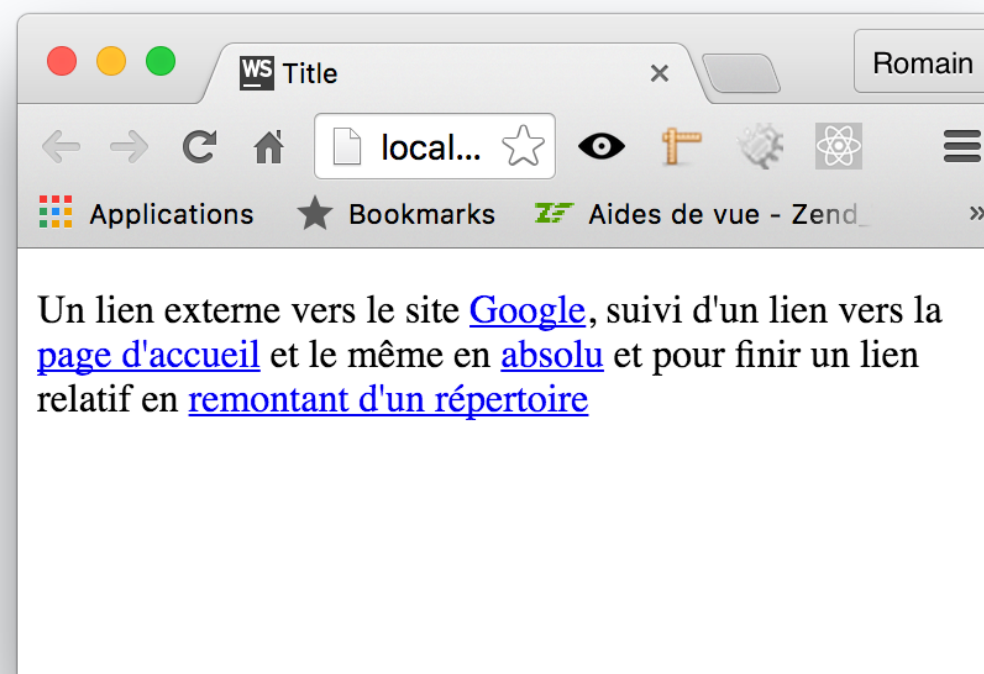 WS Title
Romain
local...
Applications Bookmarks ZF Aides de vue - Zend_
Un lien externe vers le site Google, suivi d'un lien vers la
page d'accueil et le même en absolu et pour finir un lien
relatif en remontant d'un répertoire